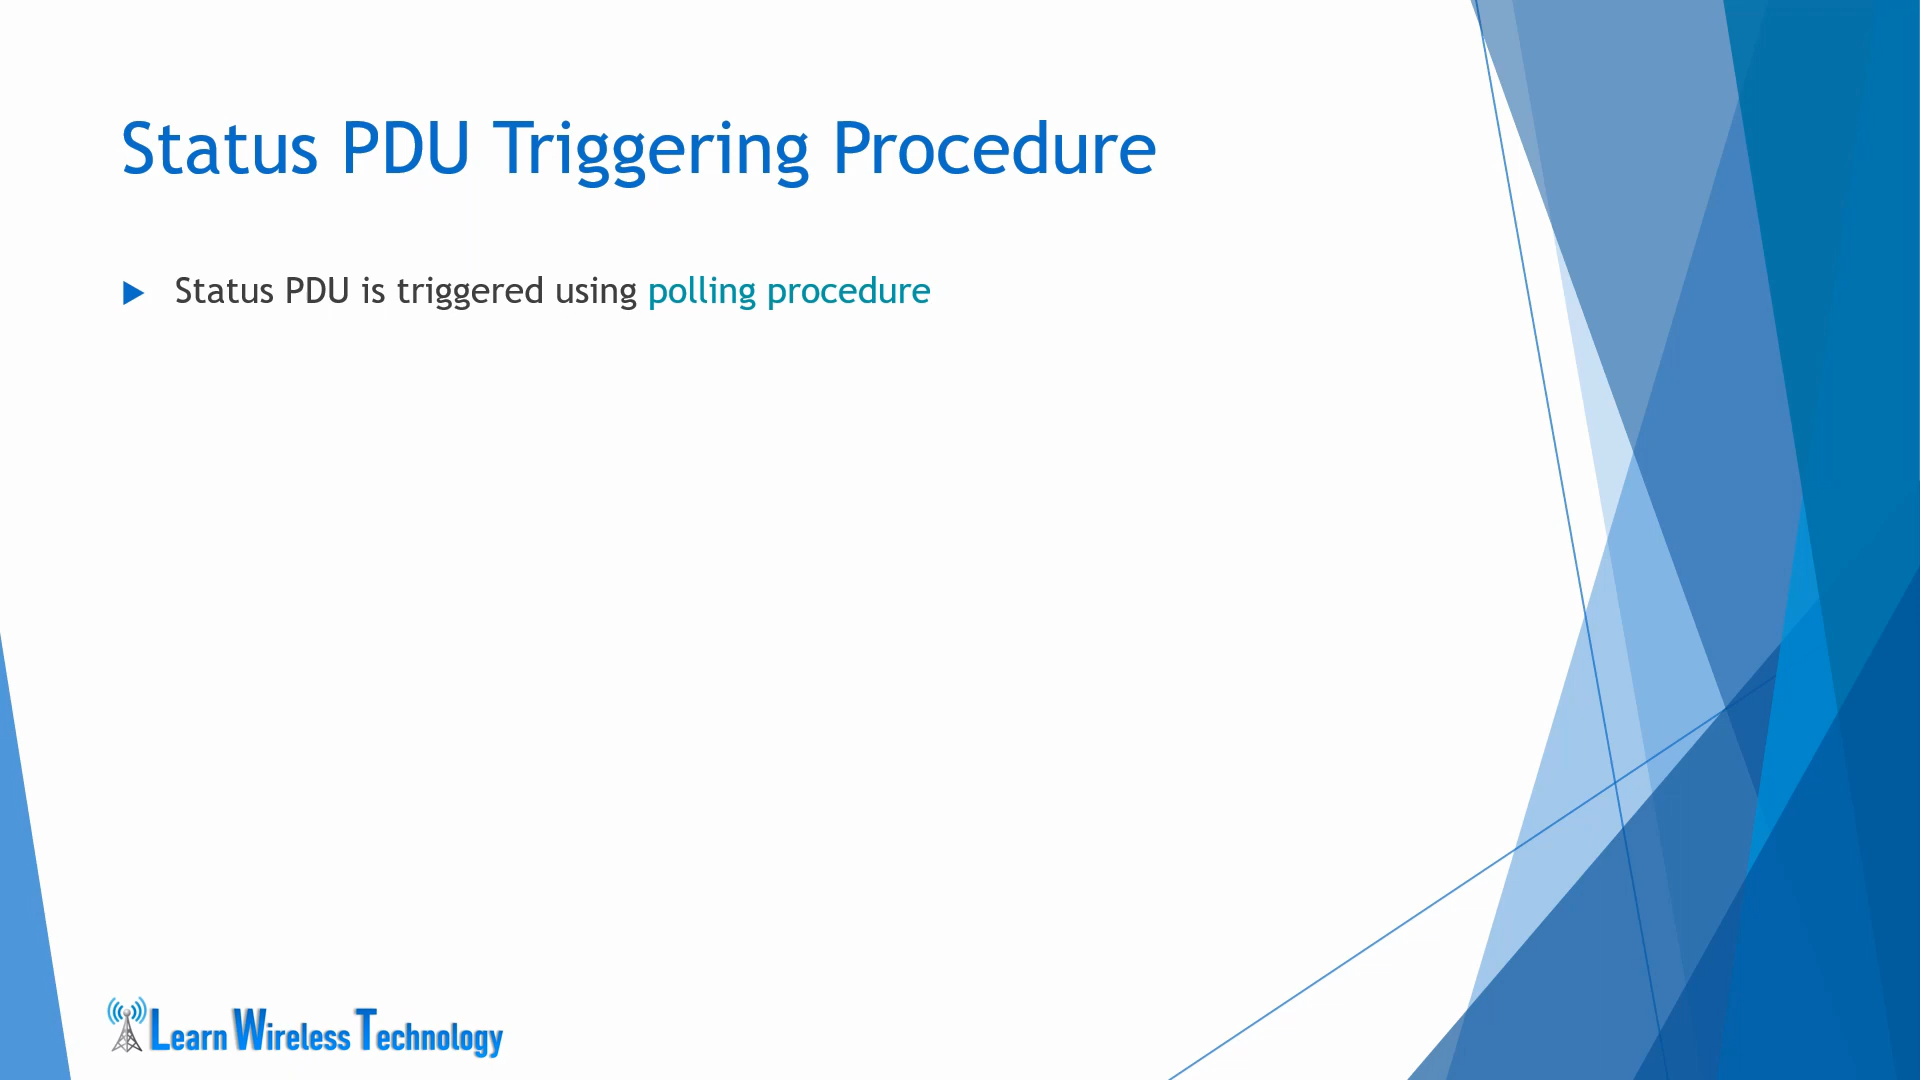 Status PDU Triggering Procedure
Status PDU is triggered using polling procedure
Learn Wireless Technology